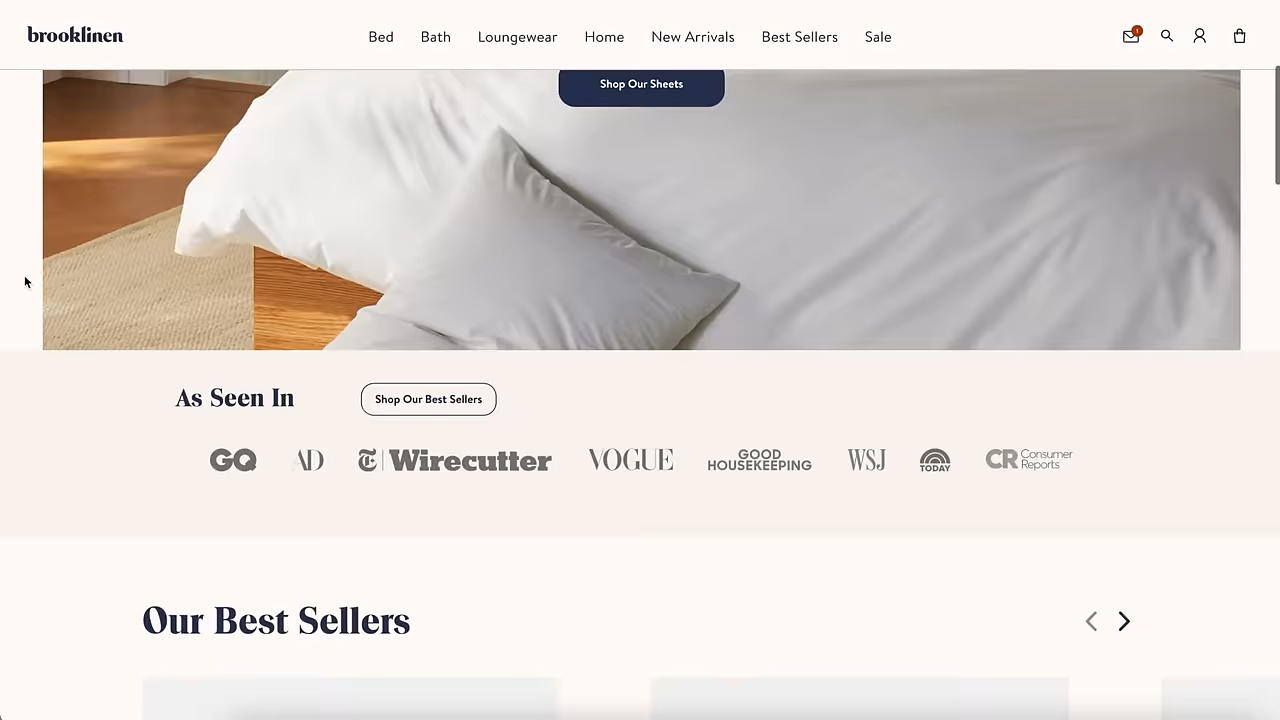 brooklinen
Bed Bath Loungewear Home New Arrivals Best Sellers Sale
1
Shop Our Sheets
As Seen In
Shop Our Best Sellers
GQ AD T Wirecutter VOGUE GOOD HOUSEKEEPING WSJ TODAY CR Consumer Reports
Our Best Sellers